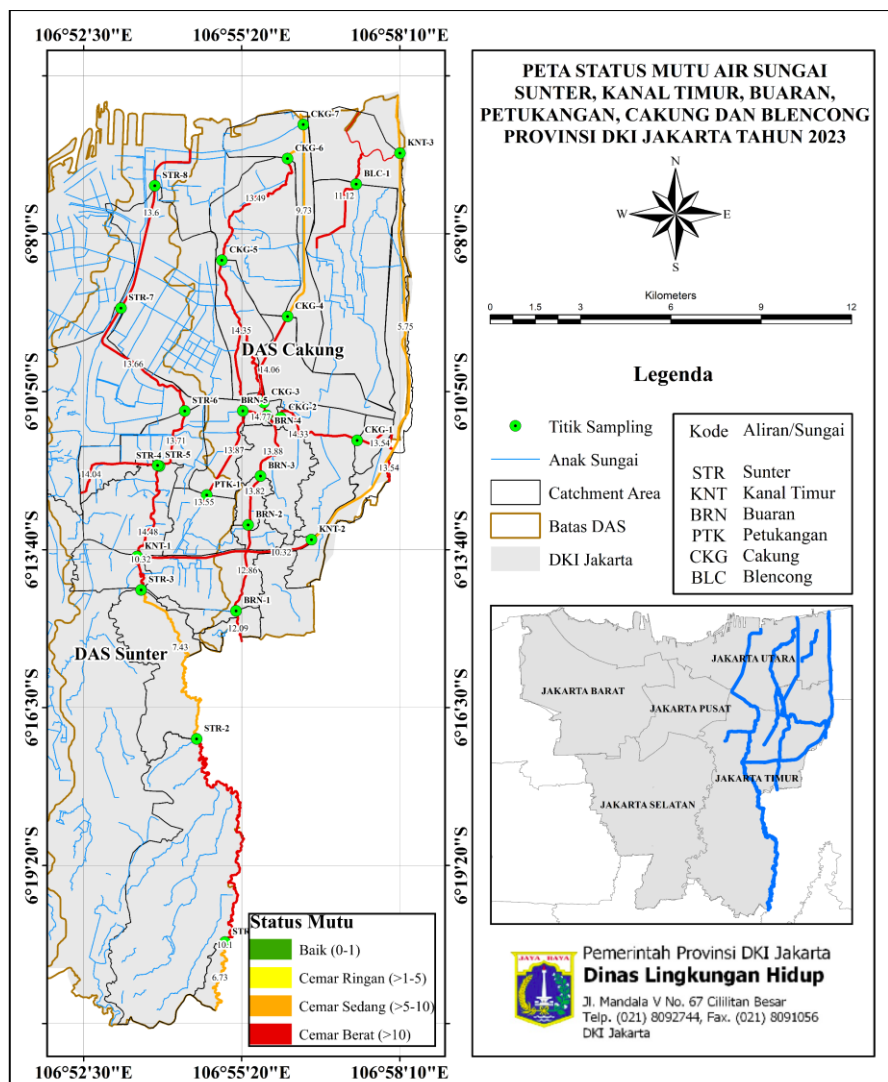 106°52'30"E 106°55'20"E 106°58'10"E
6°8'0"S
6°10'50"S
6°13'40"S
6°16'30"S
6°19'20"S
CKG-7
CKG-6
KNT-3
STR-8
BLC-1
11.12
13.6
13.49
9.73
CKG-5
STR-7
CKG-4
5.75
14.35
DAS Cakung
13.66
14.06
CKG-3
STR-6
BRN-5
CKG-2
14.77
BRN-4
14.33
CKG-1
13.71
13.54
STR-4
STR-5
13.87
13.88
BRN-3
13.54
14.04
PTK-1
13.82
13.55
BRN-2
14.48
KNT-2
KNT-1
10.32
10.32
12.86
STR-3
BRN-1
12.09
7.43
DAS Sunter
STR-2
STR
10.1
6.73
Status Mutu
Baik (0-1)
Cemar Ringan (>1-5)
Cemar Sedang (>5-10)
Cemar Berat (>10)
106°52'30"E 106°55'20"E 106°58'10"E
6°8'0"S
6°10'50"S
6°13'40"S
6°16'30"S
6°19'20"S
PETA STATUS MUTU AIR SUNGAI
SUNTER, KANAL TIMUR, BUARAN,
PETUKANGAN, CAKUNG DAN BLENCONG
PROVINSI DKI JAKARTA TAHUN 2023
N
W E
S
Kilometers
0 1.5 3 6 9 12
Legenda
Titik Sampling
Anak Sungai
Catchment Area
Batas DAS
DKI Jakarta
Kode Aliran/Sungai
STR Sunter
KNT Kanal Timur
BRN Buaran
PTK Petukangan
CKG Cakung
BLC Blencong
JAKARTA UTARA
JAKARTA BARAT
JAKARTA PUSAT
JAKARTA TIMUR
JAKARTA SELATAN
JAYA RAYA
Pemerintah Provinsi DKI Jakarta
Dinas Lingkungan Hidup
Jl. Mandala V No. 67 Cililitan Besar
Telp. (021) 8092744, Fax. (021) 8091056
DKI Jakarta